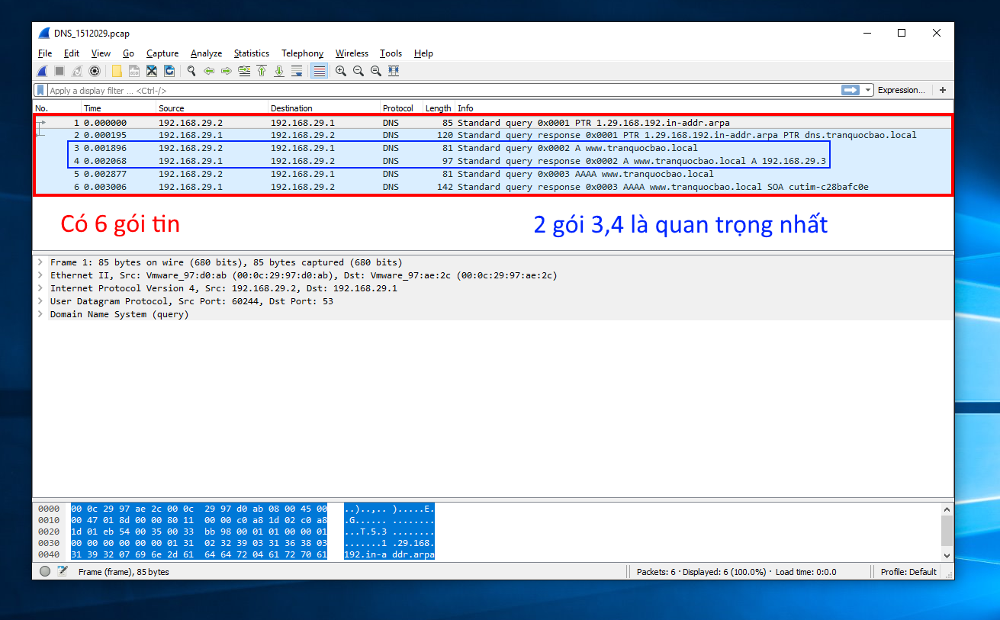 DNS_1512029.pcap
File Edit View Go Capture Analyze Statistics Telephony Wireless Tools Help
Apply a display filter ... <Ctrl-/> Expression... +
No. Time Source Destination Protocol Length Info
1 0.000000 192.168.29.2 192.168.29.1 DNS 85 Standard query 0x0001 PTR 1.29.168.192.in-addr.arpa
2 0.000195 192.168.29.1 192.168.29.2 DNS 120 Standard query response 0x0001 PTR 1.29.168.192.in-addr.arpa PTR dns.tranquocbao.local
3 0.001896 192.168.29.2 192.168.29.1 DNS 81 Standard query 0x0002 A www.tranquocbao.local
4 0.002068 192.168.29.1 192.168.29.2 DNS 97 Standard query response 0x0002 A www.tranquocbao.local A 192.168.29.3
5 0.002877 192.168.29.2 192.168.29.1 DNS 81 Standard query 0x0003 AAAA www.tranquocbao.local
6 0.003006 192.168.29.1 192.168.29.2 DNS 142 Standard query response 0x0003 AAAA www.tranquocbao.local SOA cutim-c28bafc0e
Có 6 gói tin
2 gói 3,4 là quan trọng nhất
Frame 1: 85 bytes on wire (680 bits), 85 bytes captured (680 bits)
Ethernet II, Src: Vmware_97:d0:ab (00:0c:29:97:d0:ab), Dst: Vmware_97:ae:2c (00:0c:29:97:ae:2c)
Internet Protocol Version 4, Src: 192.168.29.2, Dst: 192.168.29.1
User Datagram Protocol, Src Port: 60244, Dst Port: 53
Domain Name System (query)
0000 00 0c 29 97 ae 2c 00 0c 29 97 d0 ab 08 00 45 00 ..)..,.. ).....E.
0010 00 47 01 8d 00 00 80 11 00 00 c0 a8 1d 02 c0 a8 .G...... ........
0020 1d 01 eb 54 00 35 00 33 bb 98 00 01 01 00 00 01 ...T.5.3 ........
0030 00 00 00 00 00 00 01 31 02 32 39 03 31 36 38 03 .......1 .29.168.
0040 31 39 32 07 69 6e 2d 61 64 64 72 04 61 72 70 61 192.in-a ddr.arpa
Frame (frame), 85 bytes
Packets: 6 · Displayed: 6 (100.0%) · Load time: 0:0.0
Profile: Default